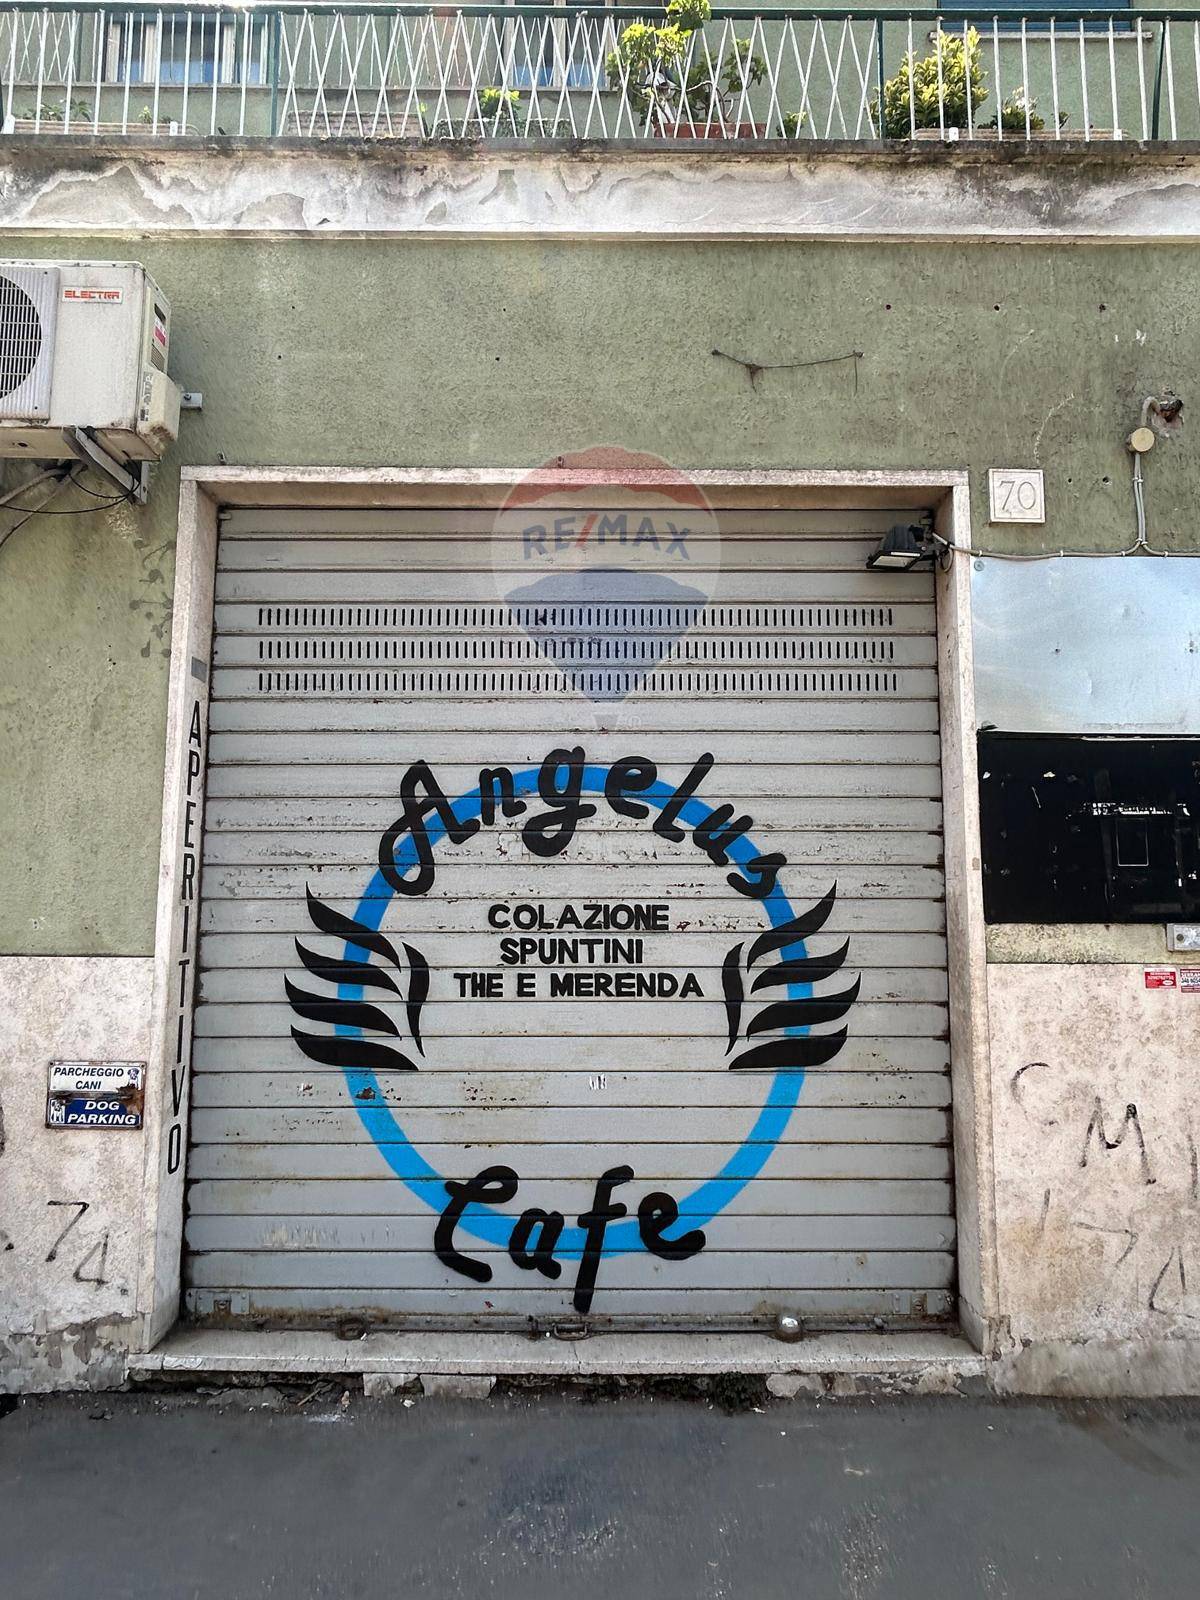 ELECTRA
70
RE/MAX
APERITIVO
Angelus
COLAZIONE
SPUNTINI
THE E MERENDA
Cafe
PARCHEGGIO
CANI
DOG
PARKING
74
C
M